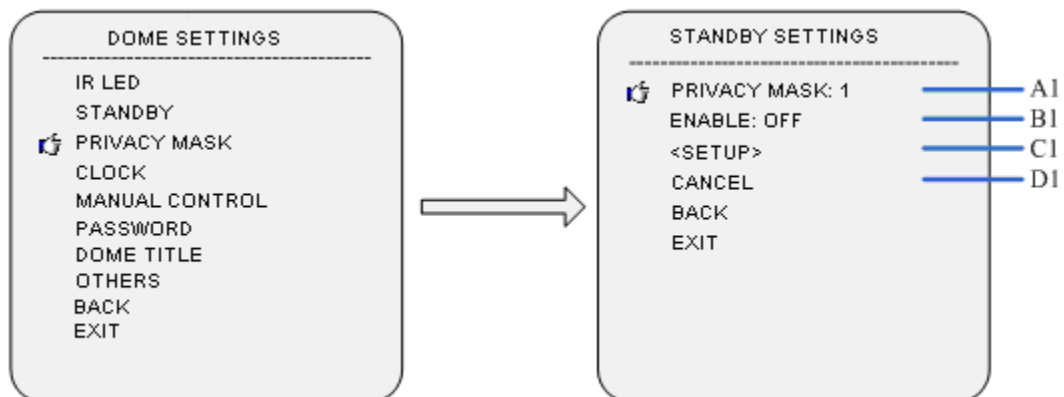 DOME SETTINGS
IR LED
STANDBY
PRIVACY MASK
CLOCK
MANUAL CONTROL
PASSWORD
DOME TITLE
OTHERS
BACK
EXIT
STANDBY SETTINGS
PRIVACY MASK: 1
A1
ENABLE: OFF
B1
<SETUP>
C1
CANCEL
D1
BACK
EXIT